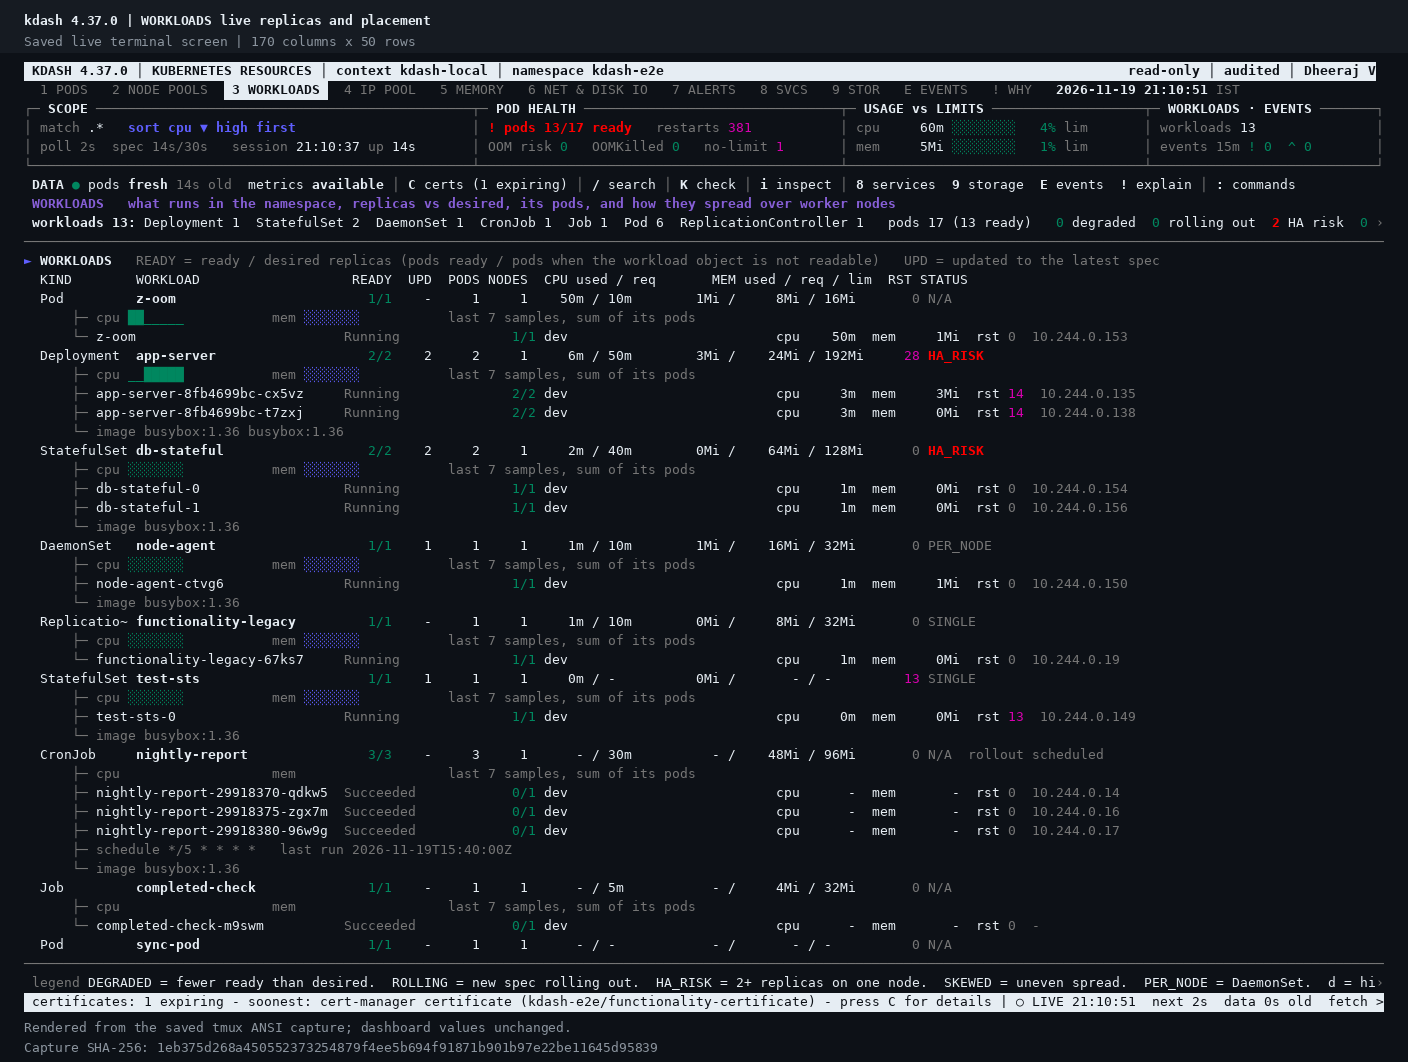 kdash 4.37.0 | WORKLOADS live replicas and placement
Saved live terminal screen | 170 columns x 50 rows
KDASH 4.37.0 │ KUBERNETES RESOURCES │ context kdash-local │ namespace kdash-e2e read-only │ audited │ Dheeraj V
1 PODS 2 NODE POOLS 3 WORKLOADS 4 IP POOL 5 MEMORY 6 NET & DISK IO 7 ALERTS 8 SVCS 9 STOR E EVENTS ! WHY 2026-11-19 21:10:51 IST
SCOPE POD HEALTH USAGE vs LIMITS WORKLOADS · EVENTS
match .* sort cpu ▼ high first │ ! pods 13/17 ready restarts 381 │ cpu 60m 4% lim │ workloads 13
poll 2s spec 14s/30s session 21:10:37 up 14s │ OOM risk 0 OOMKilled 0 no-limit 1 │ mem 5Mi 1% lim │ events 15m ! 0 ^ 0
DATA ● pods fresh 14s old metrics available │ C certs (1 expiring) │ / search │ K check │ i inspect │ 8 services 9 storage E events ! explain │ : commands
WORKLOADS what runs in the namespace, replicas vs desired, its pods, and how they spread over worker nodes
workloads 13: Deployment 1 StatefulSet 2 DaemonSet 1 CronJob 1 Job 1 Pod 6 ReplicationController 1 pods 17 (13 ready) 0 degraded 0 rolling out 2 HA risk 0 ›
► WORKLOADS READY = ready / desired replicas (pods ready / pods when the workload object is not readable) UPD = updated to the latest spec
KIND WORKLOAD READY UPD PODS NODES CPU used / req MEM used / req / lim RST STATUS
Pod z-oom 1/1 - 1 1 50m / 10m 1Mi / 8Mi / 16Mi 0 N/A
├─ cpu mem last 7 samples, sum of its pods
└─ z-oom Running 1/1 dev cpu 50m mem 1Mi rst 0 10.244.0.153
Deployment app-server 2/2 2 2 1 6m / 50m 3Mi / 24Mi / 192Mi 28 HA_RISK
├─ cpu mem last 7 samples, sum of its pods
├─ app-server-8fb4699bc-cx5vz Running 2/2 dev cpu 3m mem 3Mi rst 14 10.244.0.135
├─ app-server-8fb4699bc-t7zxj Running 2/2 dev cpu 3m mem 0Mi rst 14 10.244.0.138
└─ image busybox:1.36 busybox:1.36
StatefulSet db-stateful 2/2 2 2 1 2m / 40m 0Mi / 64Mi / 128Mi 0 HA_RISK
├─ cpu mem last 7 samples, sum of its pods
├─ db-stateful-0 Running 1/1 dev cpu 1m mem 0Mi rst 0 10.244.0.154
├─ db-stateful-1 Running 1/1 dev cpu 1m mem 0Mi rst 0 10.244.0.156
└─ image busybox:1.36
DaemonSet node-agent 1/1 1 1 1 1m / 10m 1Mi / 16Mi / 32Mi 0 PER_NODE
├─ cpu mem last 7 samples, sum of its pods
├─ node-agent-ctvg6 Running 1/1 dev cpu 1m mem 1Mi rst 0 10.244.0.150
└─ image busybox:1.36
Replicatio~ functionality-legacy 1/1 - 1 1 1m / 10m 0Mi / 8Mi / 32Mi 0 SINGLE
├─ cpu mem last 7 samples, sum of its pods
└─ functionality-legacy-67ks7 Running 1/1 dev cpu 1m mem 0Mi rst 0 10.244.0.19
StatefulSet test-sts 1/1 1 1 1 0m / - 0Mi / - / - 13 SINGLE
├─ cpu mem last 7 samples, sum of its pods
├─ test-sts-0 Running 1/1 dev cpu 0m mem 0Mi rst 13 10.244.0.149
└─ image busybox:1.36
CronJob nightly-report 3/3 - 3 1 - / 30m - / 48Mi / 96Mi 0 N/A rollout scheduled
├─ cpu mem last 7 samples, sum of its pods
├─ nightly-report-29918370-qdkw5 Succeeded 0/1 dev cpu - mem - rst 0 10.244.0.14
├─ nightly-report-29918375-zgx7m Succeeded 0/1 dev cpu - mem - rst 0 10.244.0.16
├─ nightly-report-29918380-96w9g Succeeded 0/1 dev cpu - mem - rst 0 10.244.0.17
├─ schedule */5 * * * * last run 2026-11-19T15:40:00Z
└─ image busybox:1.36
Job completed-check 1/1 - 1 1 - / 5m - / 4Mi / 32Mi 0 N/A
├─ cpu mem last 7 samples, sum of its pods
└─ completed-check-m9swm Succeeded 0/1 dev cpu - mem - rst 0 -
Pod sync-pod 1/1 - 1 1 - / - - / - / - 0 N/A
legend DEGRADED = fewer ready than desired. ROLLING = new spec rolling out. HA_RISK = 2+ replicas on one node. SKEWED = uneven spread. PER_NODE = DaemonSet. d = hi›
certificates: 1 expiring - soonest: cert-manager certificate (kdash-e2e/functionality-certificate) - press C for details | ○ LIVE 21:10:51 next 2s data 0s old fetch >
Rendered from the saved tmux ANSI capture; dashboard values unchanged.
Capture SHA-256: 1eb375d268a450552373254879f4ee5b694f91871b901b97e22be11645d95839